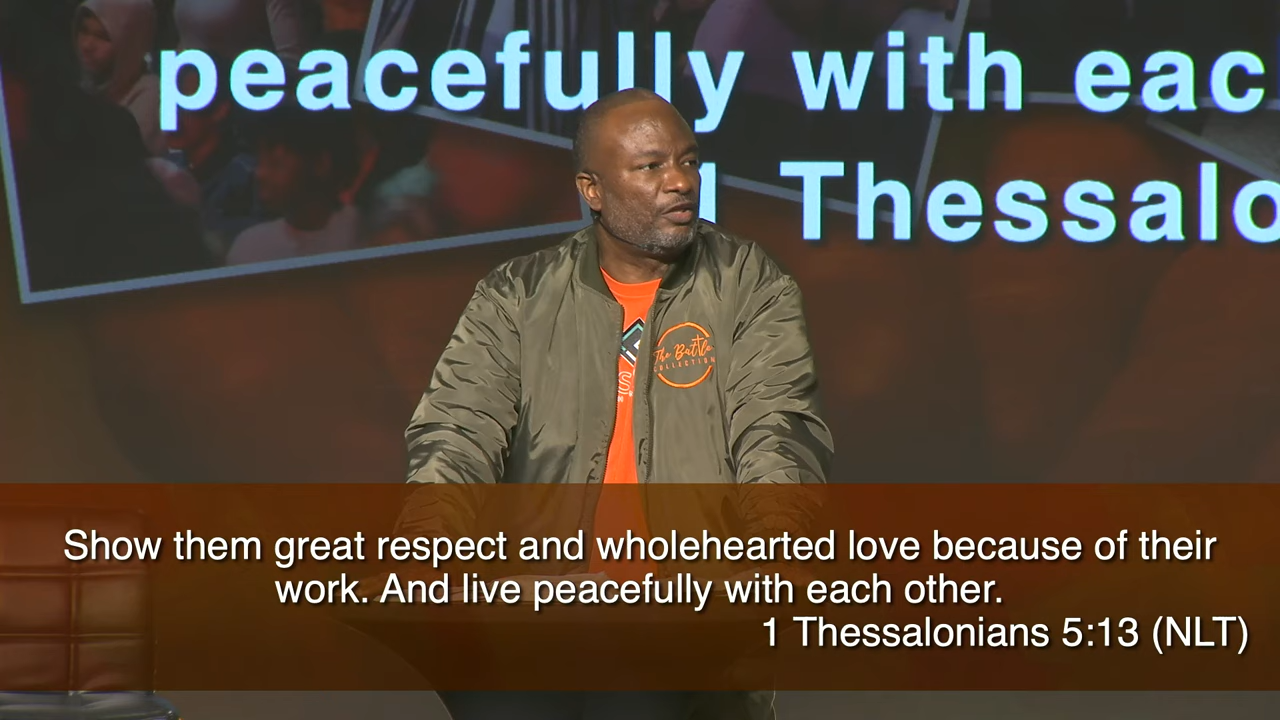 peacefully with eac
1 Thessalo
The Battle
COLLECTION
Show them great respect and wholehearted love because of their
work. And live peacefully with each other.
1 Thessalonians 5:13 (NLT)